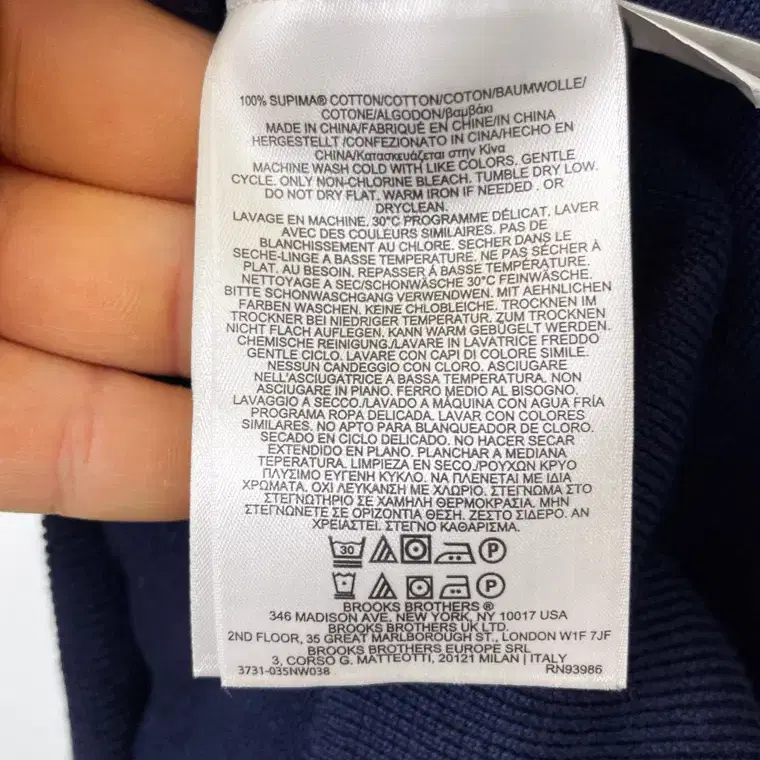 100% SUPIMA® COTTON/COTTON/COTON/BAUMWOLLE/
COTONE/ALGODON/βαμβάκι
MADE IN CHINA/FABRIQUÉ EN CHINE/IN CHINA
HERGESTELLT /CONFEZIONATO IN CINA/HECHO EN
CHINA/Κατασκευάζεται στην Κίνα
MACHINE WASH COLD WITH LIKE COLORS. GENTLE
CYCLE. ONLY NON-CHLORINE BLEACH. TUMBLE DRY LOW.
DO NOT DRY FLAT. WARM IRON IF NEEDED . OR
DRYCLEAN.
LAVAGE EN MACHINE. 30°C PROGRAMME DÉLICAT. LAVER
AVEC DES COULEURS SIMILAIRES. PAS DE
BLANCHISSEMENT AU CHLORE. SECHER DANS LE
SECHE-LINGE A BASSE TEMPERATURE. NE PAS SÉCHER À
PLAT. AU BESOIN. REPASSER Á BASSE TEMPÉRATURE.
NETTOYAGE A SEC/SCHONWÄSCHE 30°C FEINWÄSCHE.
BITTE SCHONWASCHGANG VERWENDWEN. MIT AEHNLICHEN
FARBEN WASCHEN. KEINE CHLORBLEICHE. TROCKNEN IM
TROCKNER BEI NIEDRIGER TEMPERATUR. ZUM TROCKNEN
NICHT FLACH AUFLEGEN. KANN WARM GEBÜGELT WERDEN.
CHEMISCHE REINIGUNG./LAVARE IN LAVATRICE FREDDO
GENTLE CICLO. LAVARE CON CAPI DI COLORE SIMILE.
NESSUN CANDEGGIO CON CLORO. ASCIUGARE
NELL'ASCIUGATRICE A BASSA TEMPERATURA. NON
ASCIUGARE IN PIANO. FERRO MEDIO AL BISOGNO.
LAVAGGIO A SECCO./LAVADO A MÁQUINA CON AGUA FRÍA
PROGRAMA ROPA DELICADA. LAVAR CON COLORES
SIMILARES. NO APTO PARA BLANQUEADOR DE CLORO.
SECADO EN CICLO DELICADO. NO HACER SECAR
EXTENDIDO EN PLANO. PLANCHAR A MEDIANA
TEPERATURA. LIMPIEZA EN SECO./ΡΟΥΧΩΝ ΚΡΥΟ
ΠΛΥΣΙΜΟ ΕΥΓΕΝΗ ΚΥΚΛΟ. ΝΑ ΠΛΕΝΕΤΑΙ ΜΕ ΙΔΙΑ
ΧΡΩΜΑΤΑ. ΟΧΙ ΛΕΥΚΑΝΣΗ ΜΕ ΧΛΩΡΙΟ. ΣΤΕΓΝΩΜΑ ΣΤΟ
ΣΤΕΓΝΩΤΗΡΙΟ ΣΕ ΧΑΜΗΛΗ ΘΕΡΜΟΚΡΑΣΙΑ. ΜΗΝ
ΣΤΕΓΝΩΝΕΤΕ ΣΕ ΟΡΙΖΟΝΤΙΑ ΘΕΣΗ. ΖΕΣΤΟ ΣΙΔΕΡΟ. ΑΝ
ΧΡΕΙΑΣΤΕΙ. ΣΤΕΓΝΟ ΚΑΘΑΡΙΣΜΑ.
30 P
P
BROOKS BROTHERS ®
346 MADISON AVE, NEW YORK, NY 10017 USA
BROOKS BROTHERS UK LTD.
2ND FLOOR, 35 GREAT MARLBOROUGH ST., LONDON W1F 7JF
BROOKS BROTHERS EUROPE SRL
3, CORSO G. MATTEOTTI, 20121 MILAN | ITALY
3731-035NW038 RN93986